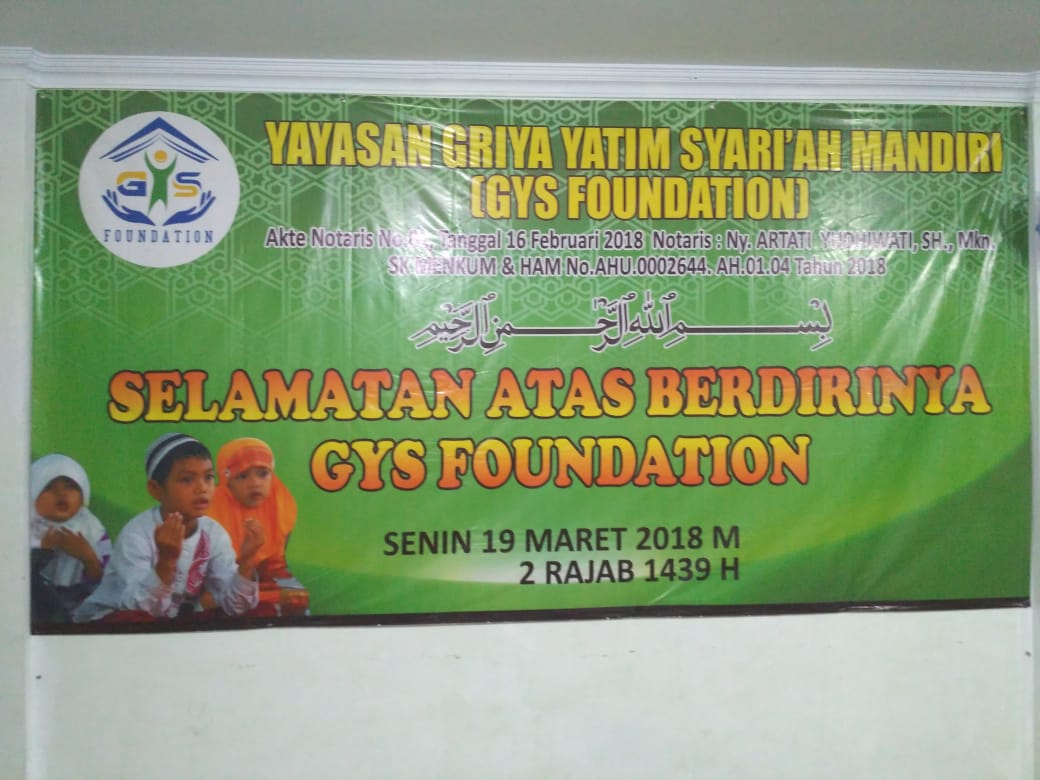 GYS
FOUNDATION
YAYASAN GRIYA YATIM SYARI'AH MANDIRI
(GYS FOUNDATION)
Akte Notaris Tanggal 16 Februari 2018 Notaris : Ny. ARTATI SH., Mkn.
SK MENKUM & HAM No.AHU.0002644. AH.01.04 Tahun 2018
بِسْمِ اللهِ الرَّحْمٰنِ الرَّحِيْمِ
SELAMATAN ATAS BERDIRINYA
GYS FOUNDATION
SENIN 19 MARET 2018 M
2 RAJAB 1439 H